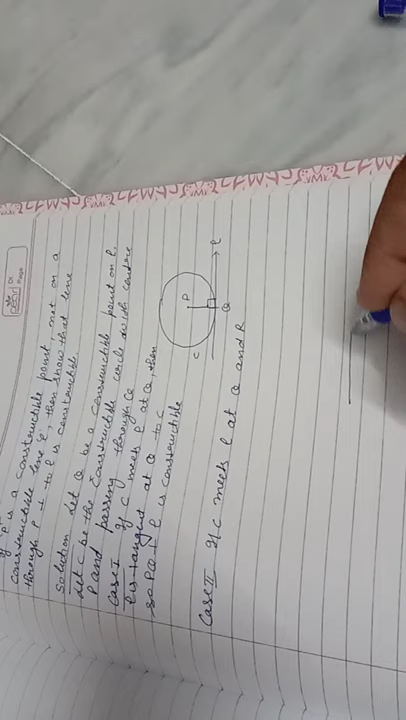 If 'P' is a constructible point, not on a
constructible line 'l', then show that line
through P ⊥ to l is constructible.
Solution Let Q be a constructible point on l.
Let C be the constructible circle with centre
P and passing through Q
Case I If C meets l at Q, then
l is tangent at Q to C
so PQ ⊥ l is constructible
Case II If C meets l at Q and R
P
C
Q
l
Page